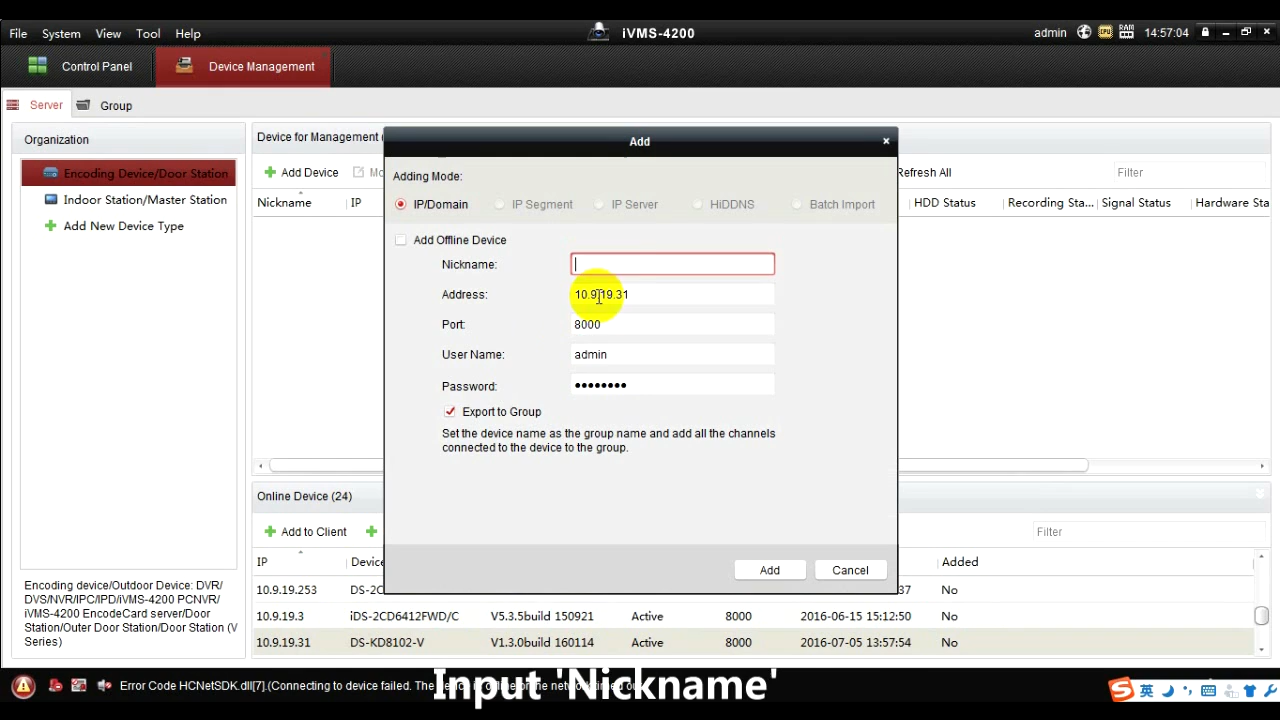 File System View Tool Help
iVMS-4200
admin
14:57:04
Control Panel
Device Management
Server
Group
Organization
Encoding Device/Door Station
Indoor Station/Master Station
Add New Device Type
Encoding device/Outdoor Device: DVR/
DVS/NVR/IPC/IPD/iVMS-4200 PCNVR/
iVMS-4200 EncodeCard server/Door
Station/Outer Door Station/Door Station (V
Series)
Device for Management (
Add Device
Refresh All
Filter
Nickname IP HDD Status Recording Sta... Signal Status Hardware Sta
Add
Adding Mode:
IP/Domain IP Segment IP Server HiDDNS Batch Import
Add Offline Device
Nickname:
Address: 10.9.19.31
Port: 8000
User Name: admin
Password: ●●●●●●●●
Export to Group
Set the device name as the group name and add all the channels
connected to the device to the group.
Add Cancel
Online Device (24)
Add to Client
Filter
IP Added
10.9.19.253 37 No
10.9.19.3 iDS-2CD6412FWD/C V5.3.5build 150921 Active 8000 2016-06-15 15:12:50 No
10.9.19.31 DS-KD8102-V V1.3.0build 160114 Active 8000 2016-07-05 13:57:54 No
Error Code HCNetSDK.dll[7].(Connecting to device failed. The
Input 'Nickname'
英